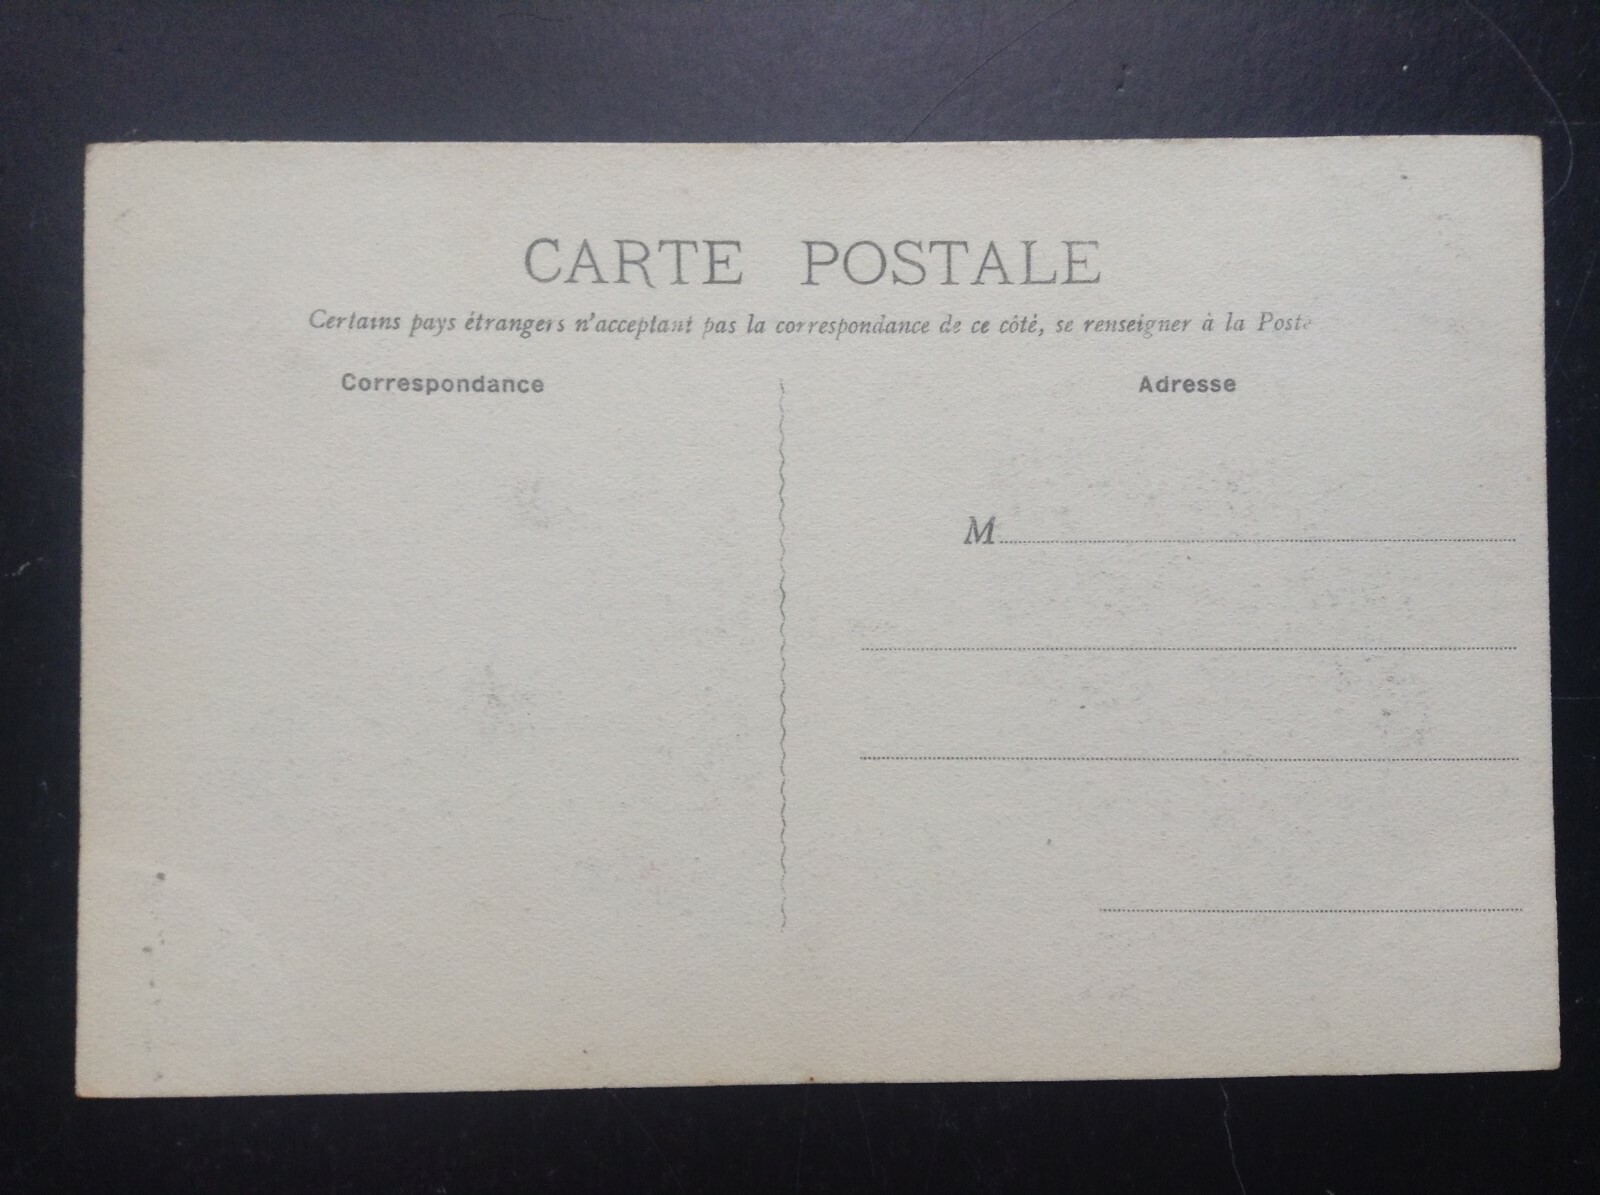 CARTE POSTALE
Certains pays étrangers n'acceptant pas la correspondance de ce côté, se renseigner à la Poste
Correspondance
Adresse
M